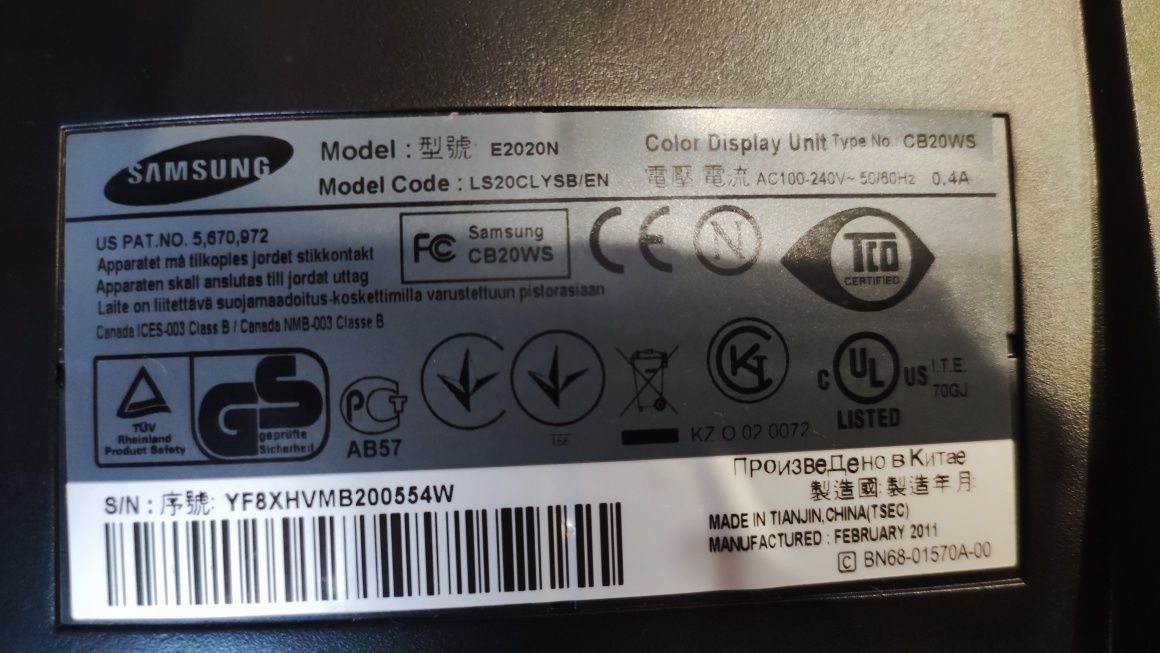 SAMSUNG
Model : 型號: E2020N
Model Code : LS20CLYSB/EN
Color Display Unit Type No. CB20WS
電壓 電流 AC100-240V~ 50/60Hz 0.4A
US PAT.NO. 5,670,972
Apparatet må tilkoples jordet stikkontakt
Apparaten skall anslutas till jordat uttag
Laite on liitettävä suojamaadoitus-koskettimilla varustettuun pistorasiaan
Canada ICES-003 Class B / Canada NMB-003 Classe B
FC Samsung
CB20WS
CE
N
TCO
CERTIFIED
TÜV
Rheinland
Product Safety
GS
geprüfte
Sicherheit
PCT
AB57
166
KZ O 02 0072
C UL US
LISTED
I.T.E.
70GJ
S/N : 序號: YF8XHVMB200554W
ПроизвеДено в Китае
製造國: 製造年月:
MADE IN TIANJIN,CHINA(TSEC)
MANUFACTURED : FEBRUARY 2011
C BN68-01570A-00